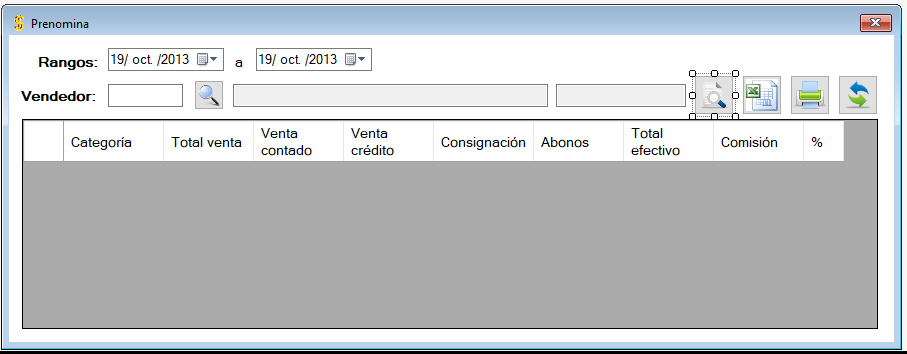 Prenomina
Rangos: 19/ oct. /2013 a 19/ oct. /2013
Vendedor:
Categoría Total venta Venta contado Venta crédito Consignación Abonos Total efectivo Comisión %